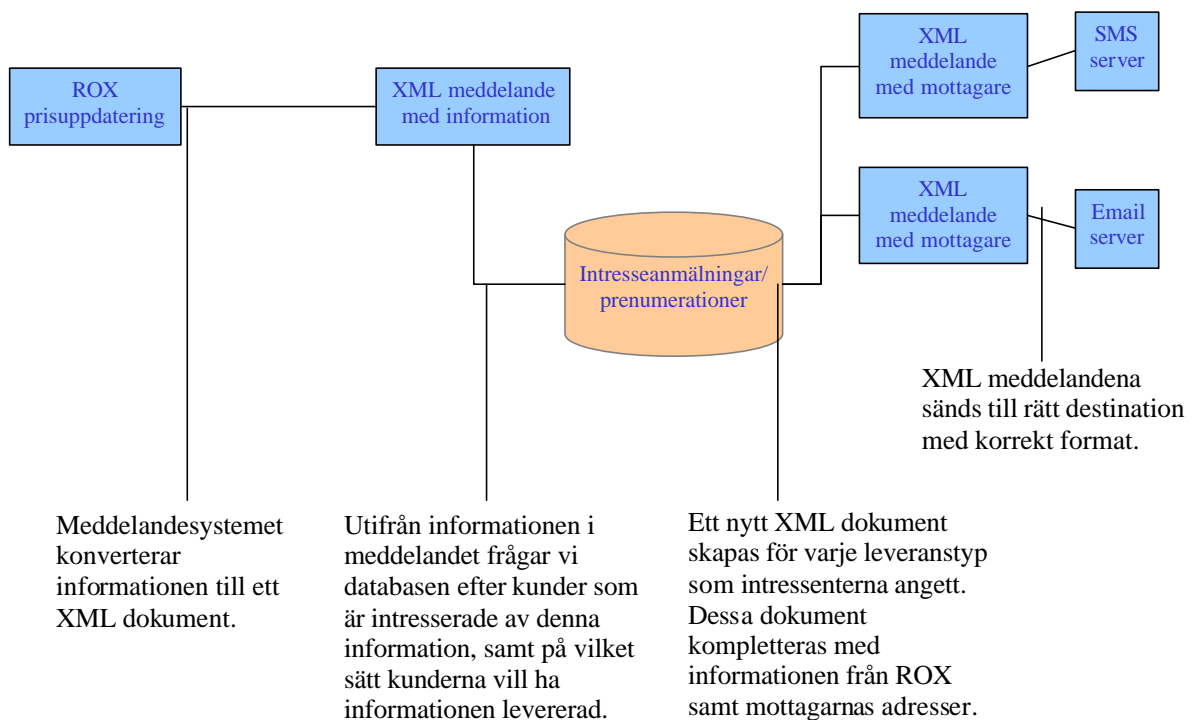 ROX
prisuppdatering
XML meddelande
med information
XML
meddelande
med mottagare
SMS
server
XML
meddelande
med mottagare
Email
server
Intresseanmälningar/
prenumerationer
XML meddelandena
sänds till rätt destination
med korrekt format.
Meddelandesystemet
konverterar
informationen till ett
XML dokument.
Utifrån informationen i
meddelandet frågar vi
databasen efter kunder som
är intresserade av denna
information, samt på vilket
sätt kunderna vill ha
informationen levererad.
Ett nytt XML dokument
skapas för varje leveranstyp
som intressenterna angett.
Dessa dokument
kompletteras med
informationen från ROX
samt mottagarnas adresser.